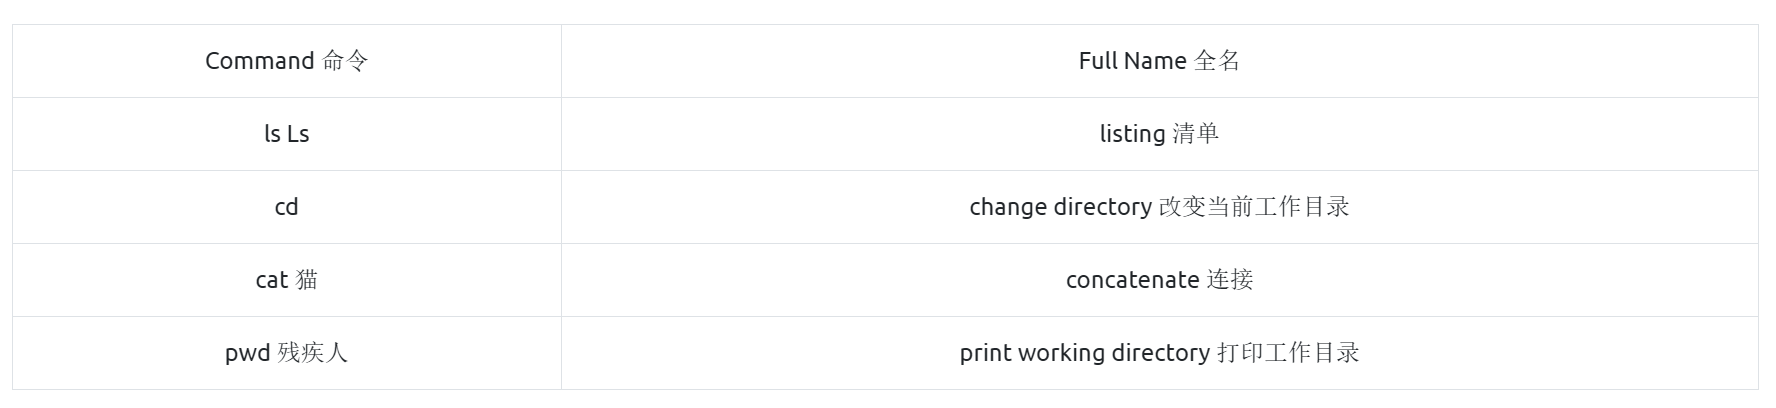 Command 命令
Full Name 全名
ls Ls
listing 清单
cd
change directory 改变当前工作目录
cat 猫
concatenate 连接
pwd 残疾人
print working directory 打印工作目录